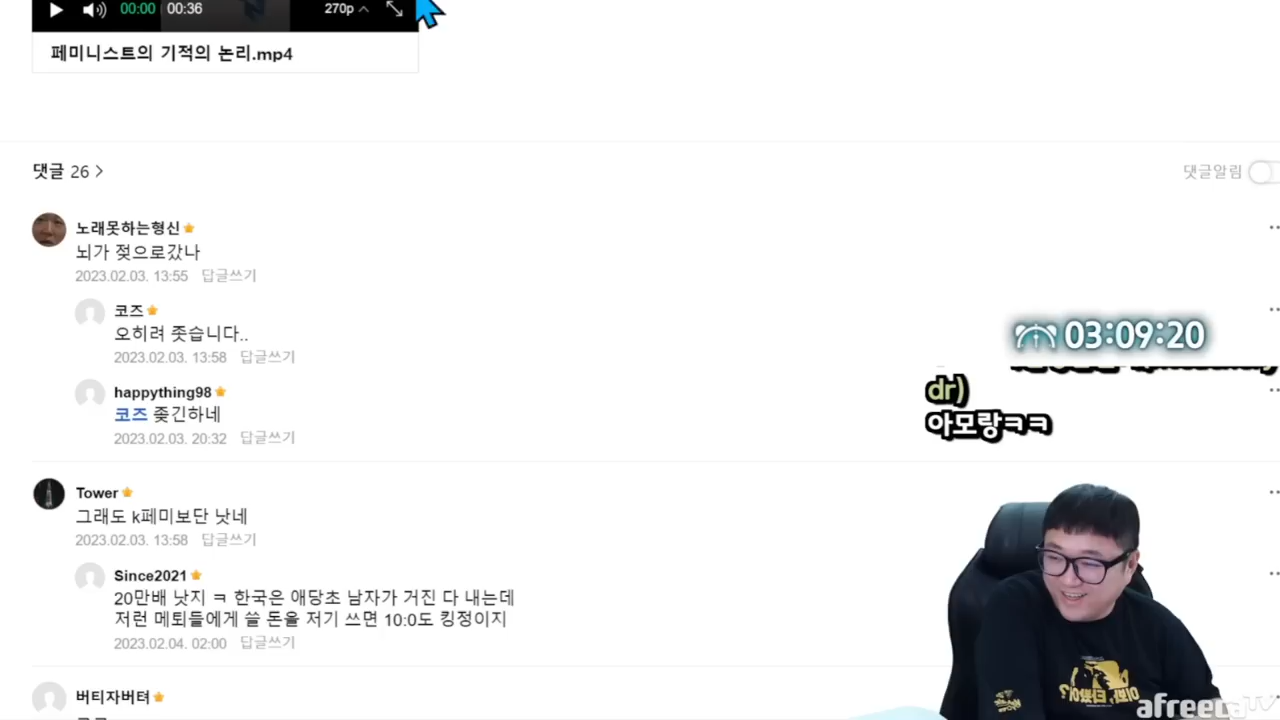 00:00 00:36 270p
페미니스트의 기적의 논리.mp4
댓글 26 >
댓글알림
노래못하는형신
뇌가 젖으로갔나
2023.02.03. 13:55 답글쓰기
코즈
오히려 좃습니다..
2023.02.03. 13:58 답글쓰기
happything98
코즈 줒긴하네
2023.02.03. 20:32 답글쓰기
03:09:20
dr)
아모랑ㅋㅋ
Tower
그래도 k페미보단 낫네
2023.02.03. 13:58 답글쓰기
Since2021
20만배 낫지 ㅋ 한국은 애당초 남자가 거진 다 내는데
저런 메퇴들에게 쓸 돈을 저기 쓰면 10:0도 킹정이지
2023.02.04. 02:00 답글쓰기
버티자버텨
afreecaTV